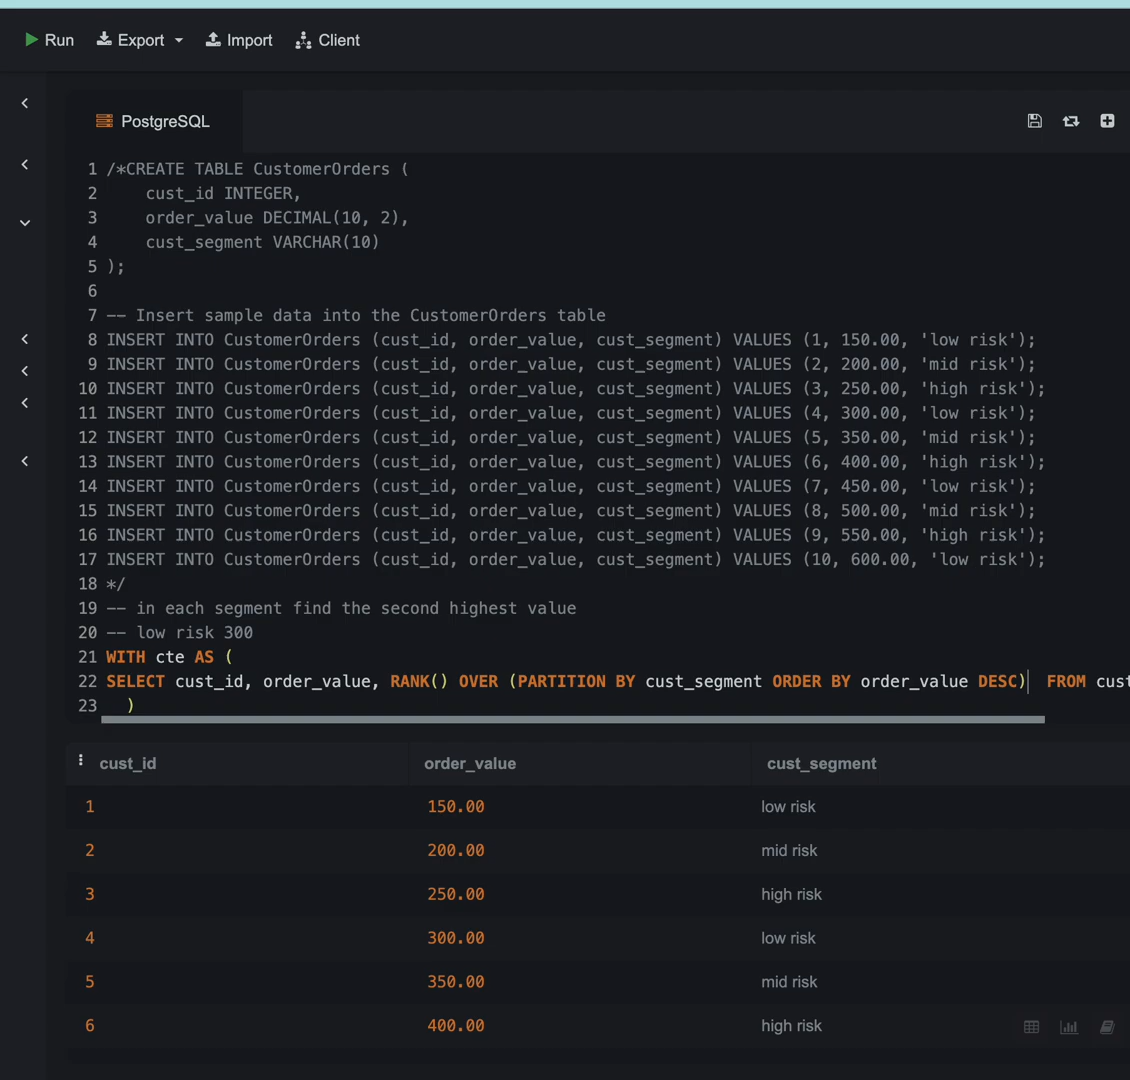 Run Export Import Client
PostgreSQL
1 /*CREATE TABLE CustomerOrders (
2     cust_id INTEGER,
3     order_value DECIMAL(10, 2),
4     cust_segment VARCHAR(10)
5 );
6
7 -- Insert sample data into the CustomerOrders table
8 INSERT INTO CustomerOrders (cust_id, order_value, cust_segment) VALUES (1, 150.00, 'low risk');
9 INSERT INTO CustomerOrders (cust_id, order_value, cust_segment) VALUES (2, 200.00, 'mid risk');
10 INSERT INTO CustomerOrders (cust_id, order_value, cust_segment) VALUES (3, 250.00, 'high risk');
11 INSERT INTO CustomerOrders (cust_id, order_value, cust_segment) VALUES (4, 300.00, 'low risk');
12 INSERT INTO CustomerOrders (cust_id, order_value, cust_segment) VALUES (5, 350.00, 'mid risk');
13 INSERT INTO CustomerOrders (cust_id, order_value, cust_segment) VALUES (6, 400.00, 'high risk');
14 INSERT INTO CustomerOrders (cust_id, order_value, cust_segment) VALUES (7, 450.00, 'low risk');
15 INSERT INTO CustomerOrders (cust_id, order_value, cust_segment) VALUES (8, 500.00, 'mid risk');
16 INSERT INTO CustomerOrders (cust_id, order_value, cust_segment) VALUES (9, 550.00, 'high risk');
17 INSERT INTO CustomerOrders (cust_id, order_value, cust_segment) VALUES (10, 600.00, 'low risk');
18 */
19 -- in each segment find the second highest value
20 -- low risk 300
21 WITH cte AS (
22 SELECT cust_id, order_value, RANK() OVER (PARTITION BY cust_segment ORDER BY order_value DESC)  FROM
23   )
cust_id order_value cust_segment
1 150.00 low risk
2 200.00 mid risk
3 250.00 high risk
4 300.00 low risk
5 350.00 mid risk
6 400.00 high risk